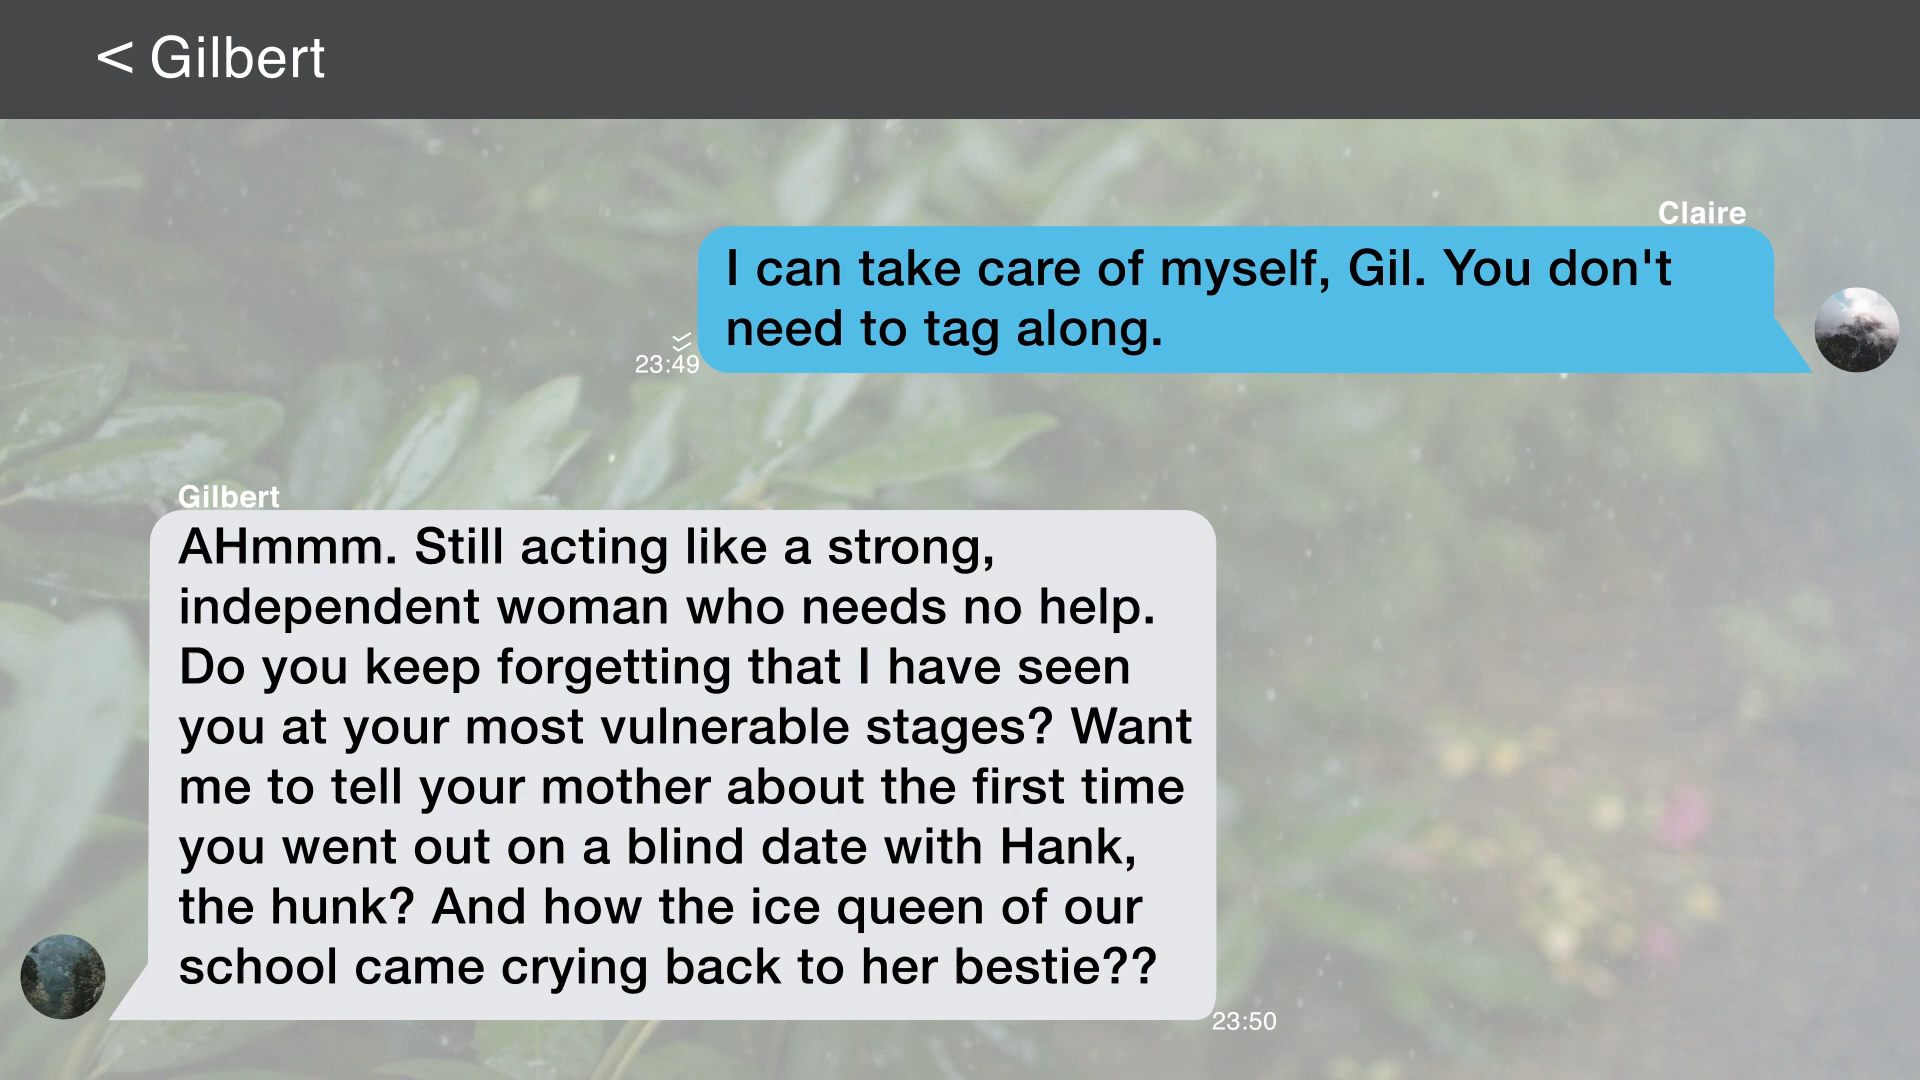 < Gilbert
Claire
I can take care of myself, Gil. You don't
need to tag along.
23:49
Gilbert
AHmmm. Still acting like a strong,
independent woman who needs no help.
Do you keep forgetting that I have seen
you at your most vulnerable stages? Want
me to tell your mother about the first time
you went out on a blind date with Hank,
the hunk? And how the ice queen of our
school came crying back to her bestie??
23:50